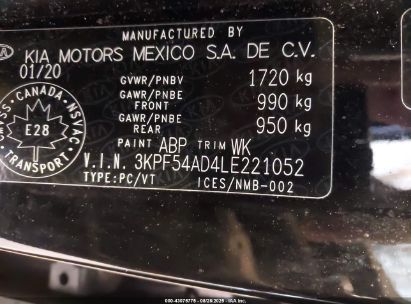 MANUFACTURED BY
KIA KIA MOTORS MEXICO S.A. DE C.V.
01/20
GVWR/PNBV 1720 kg
GAWR/PNBE FRONT 990 kg
GAWR/PNBE REAR 950 kg
CANADA
E28
TRANSPORT
PAINT ABP TRIM WK
V.I.N. 3KPF54AD4LE221052
TYPE:PC/VT ICES/NMB-002